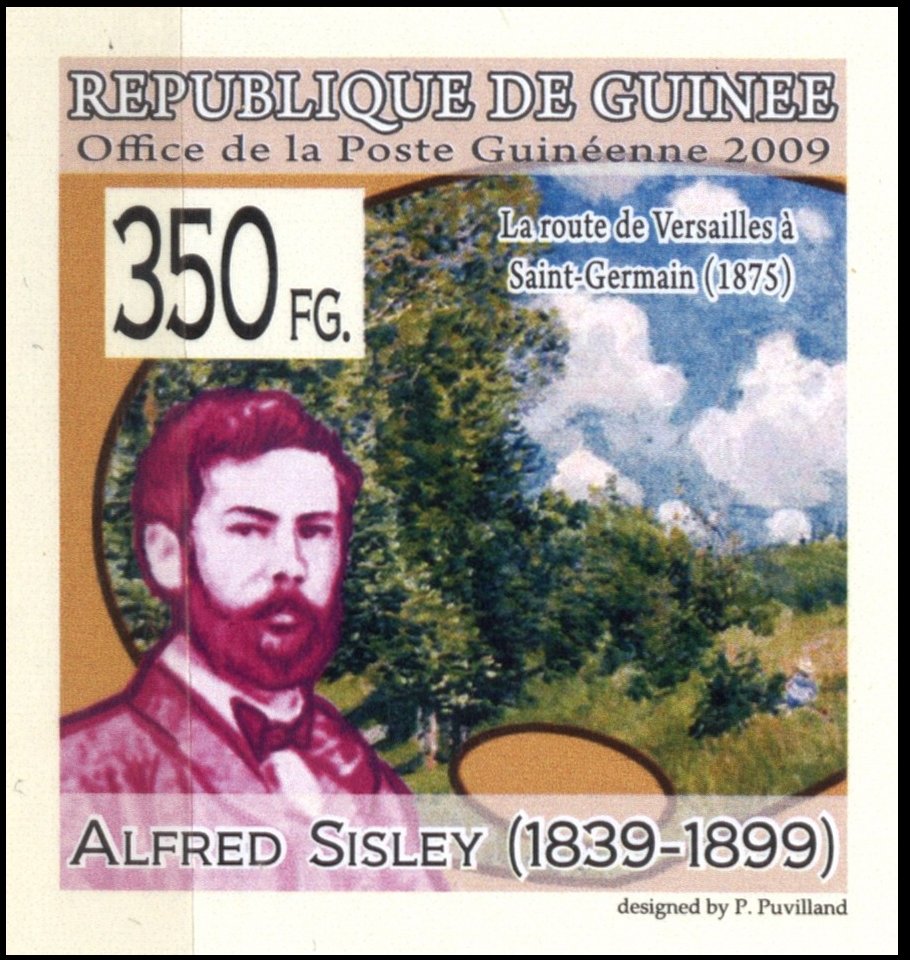 REPUBLIQUE DE GUINEE
Office de la Poste Guinéenne 2009
350 FG.
La route de Versailles à
Saint-Germain (1875)
ALFRED SISLEY (1839-1899)
designed by P. Puvilland